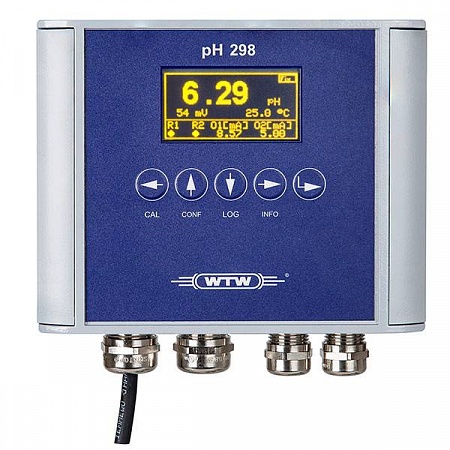 pH 298
6.29 pH
54 mV 25.0 °C
R1 R2 O1[mA] O2[mA]
8.57 5.08
CAL CONF LOG INFO
WTW ®